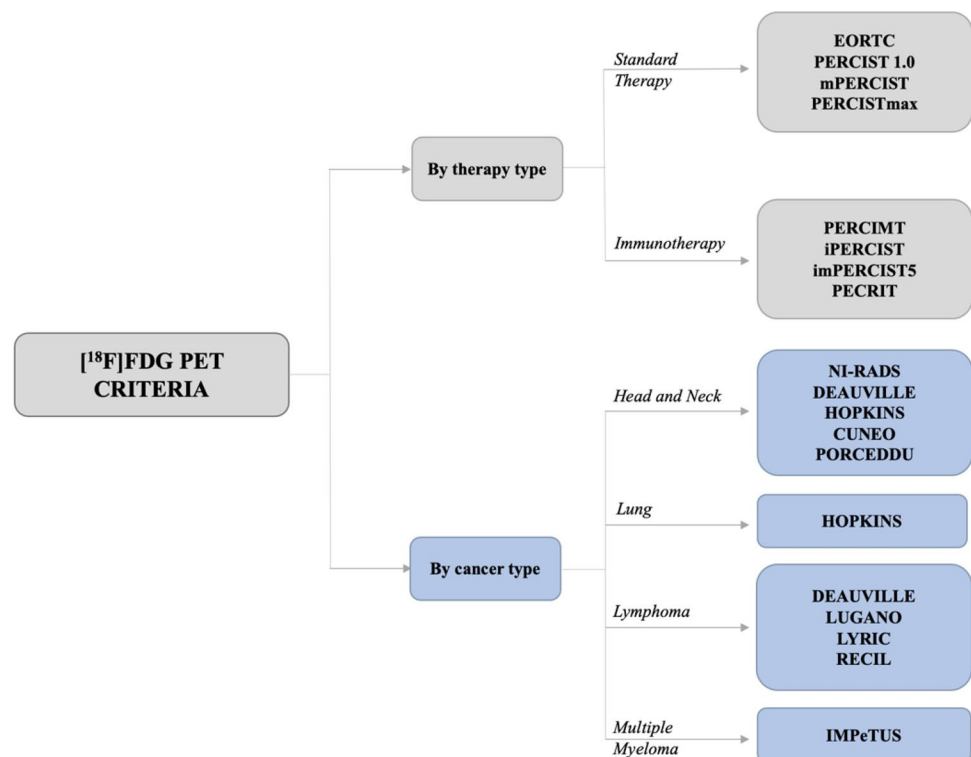 [¹⁸F]FDG PET
CRITERIA
By therapy type
Standard
Therapy
EORTC
PERCIST 1.0
mPERCIST
PERCISTmax
Immunotherapy
PERCIMT
iPERCIST
imPERCIST5
PECRIT
By cancer type
Head and Neck
NI-RADS
DEAUVILLE
HOPKINS
CUNEO
PORCEDDU
Lung
HOPKINS
Lymphoma
DEAUVILLE
LUGANO
LYRIC
RECIL
Multiple
Myeloma
IMPeTUS